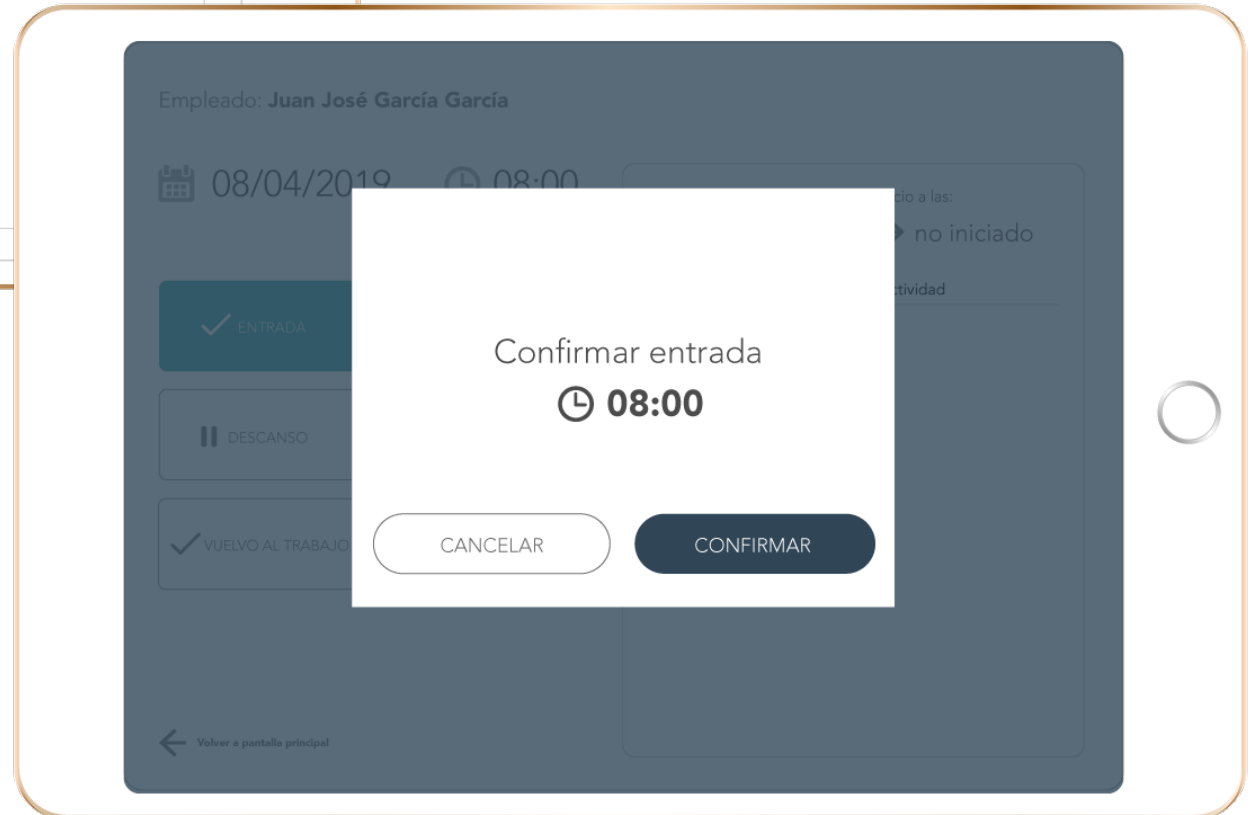 Empleado: Juan José García García
08/04/2019 08:00
cio a las:
no iniciado
ctividad
ENTRADA
Confirmar entrada
08:00
DESCANSO
VUELVO AL TRABAJO
CANCELAR CONFIRMAR
Volver a pantalla principal